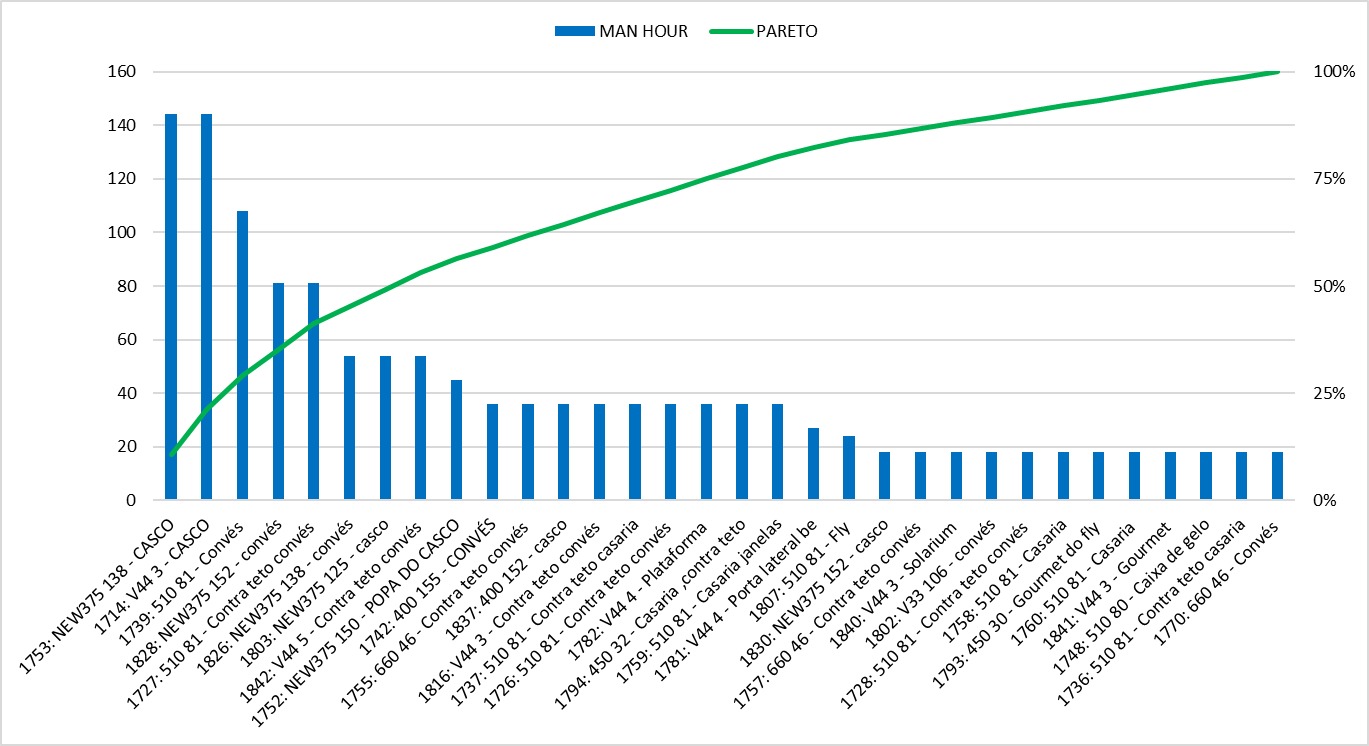 MAN HOUR PARETO
160 100%
140
120 75%
100
80 50%
60
40 25%
20
0 0%
1753: NEW375 138 - CASCO
1714: V44 3 - CASCO
1739: 510 81 - Convés
1828: NEW375 152 - convés
1727: 510 81 - Contra teto convés
1826: NEW375 138 - convés
1803: NEW375 125 - casco
1842: V44 5 - Contra teto convés
1752: NEW375 150 - POPA DO CASCO
1742: 400 155 - CONVÉS
1755: 660 46 - Contra teto convés
1837: 400 152 - casco
1816: V44 3 - Contra teto convés
1737: 510 81 - Contra teto casaria
1726: 510 81 - Contra teto convés
1782: V44 4 - Plataforma
1794: 450 32 - Casaria ,contra teto
1759: 510 81 - Casaria janelas
1781: V44 4 - Porta lateral be
1807: 510 81 - Fly
1830: NEW375 152 - casco
1757: 660 46 - Contra teto convés
1840: V44 3 - Solarium
1802: V33 106 - convés
1728: 510 81 - Contra teto convés
1758: 510 81 - Casaria
1793: 450 30 - Gourmet do fly
1760: 510 81 - Casaria
1841: V44 3 - Gourmet
1748: 510 80 - Caixa de gelo
1736: 510 81 - Contra teto casaria
1770: 660 46 - Convés